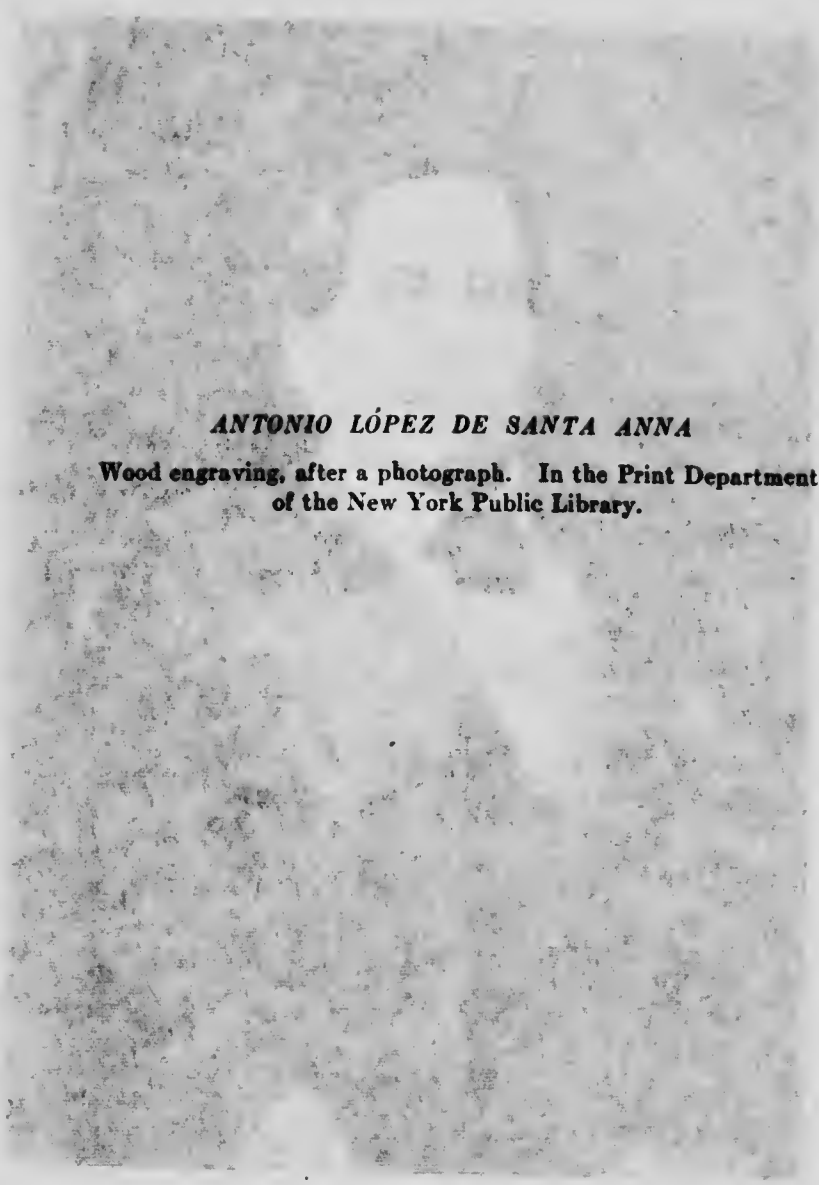 ANTONIO LÓPEZ DE SANTA ANNA
Wood engraving, after a photograph. In the Print Department
of the New York Public Library.